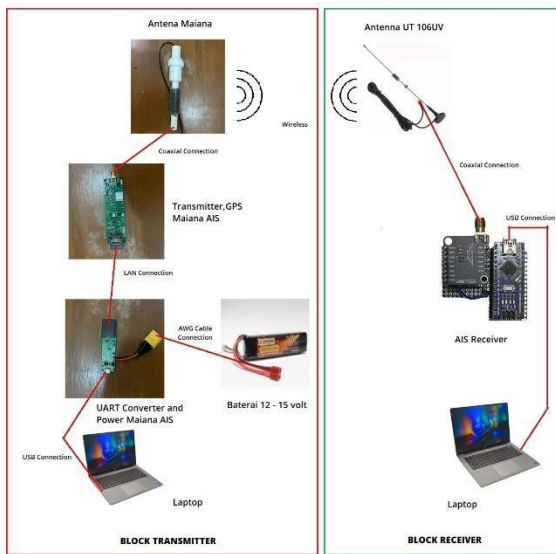 Antena Maiana
Wireless
Coaxial Connection
Transmitter,GPS
Maiana AIS
LAN Connection
AWG Cable
Connection
UART Converter and
Power Maiana AIS
Baterai 12 - 15 volt
USB Connection
Laptop
BLOCK TRANSMITTER
Antenna UT 106UV
Coaxial Connection
USB Connection
AIS Receiver
Laptop
BLOCK RECEIVER